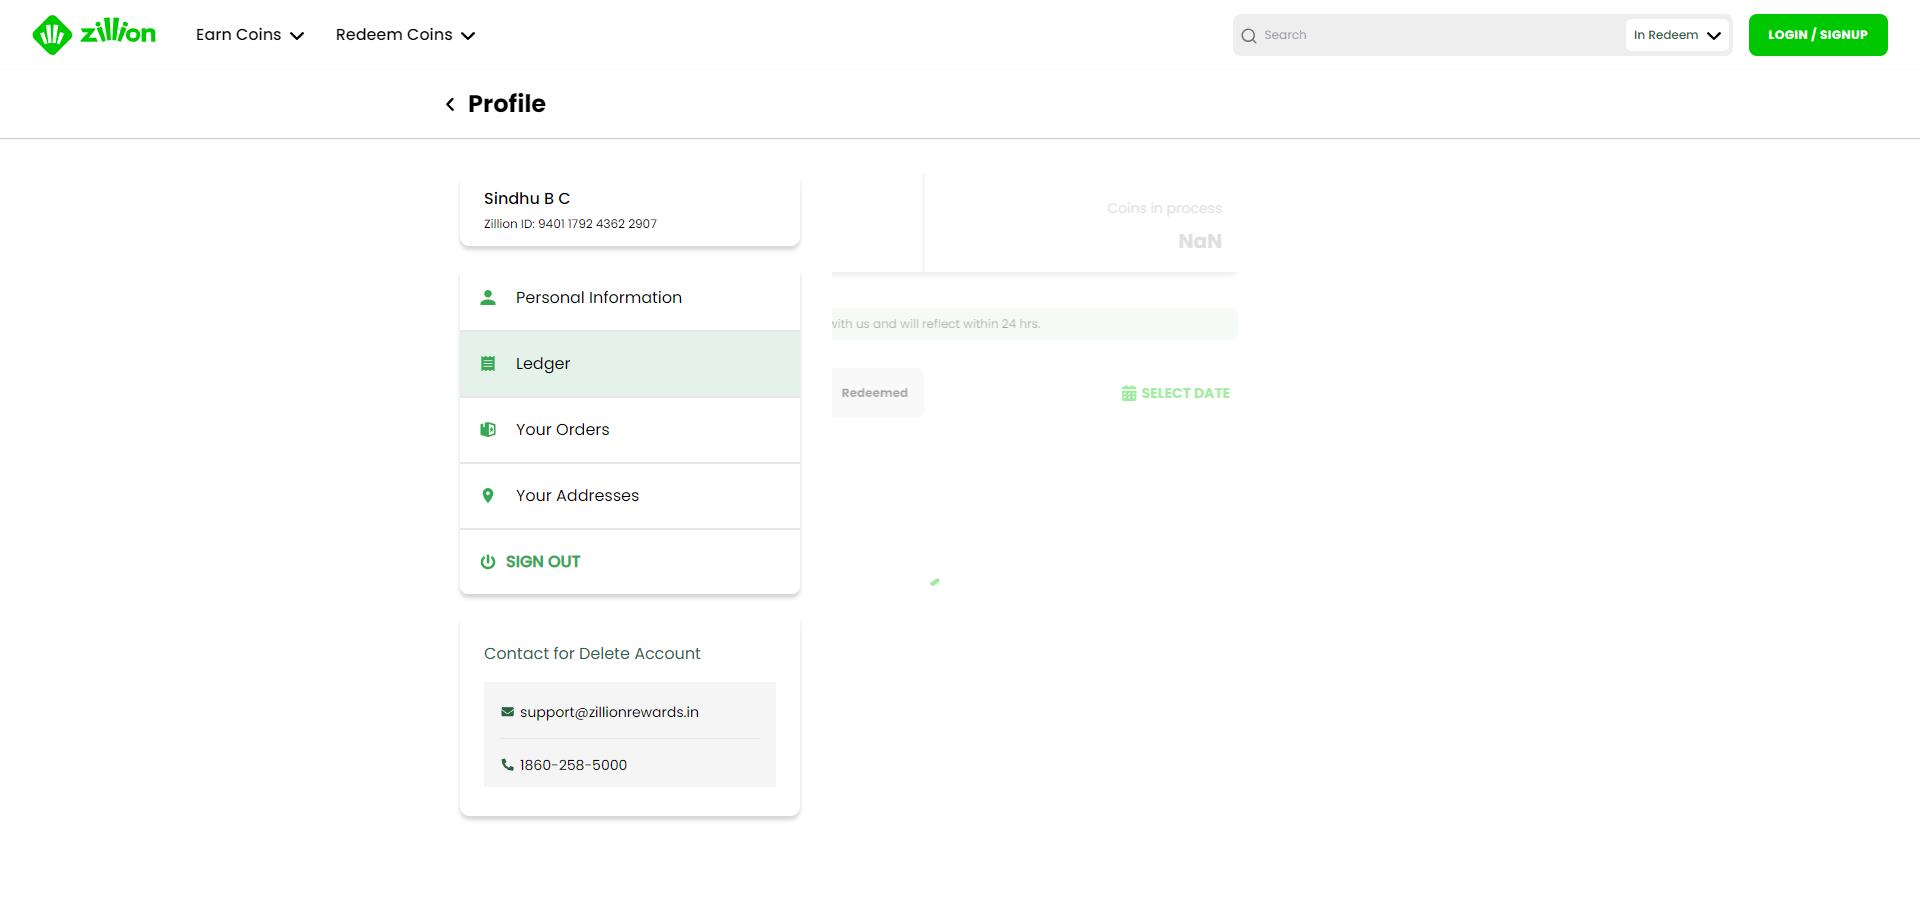 zillion
Earn Coins
Redeem Coins
Search
In Redeem
LOGIN / SIGNUP
Profile
Sindhu B C
Zillion ID: 9401 1792 4362 2907
Personal Information
Ledger
Your Orders
Your Addresses
SIGN OUT
Contact for Delete Account
support@zillionrewards.in
1860-258-5000
Coins in process
NaN
with us and will reflect within 24 hrs.
Redeemed
SELECT DATE